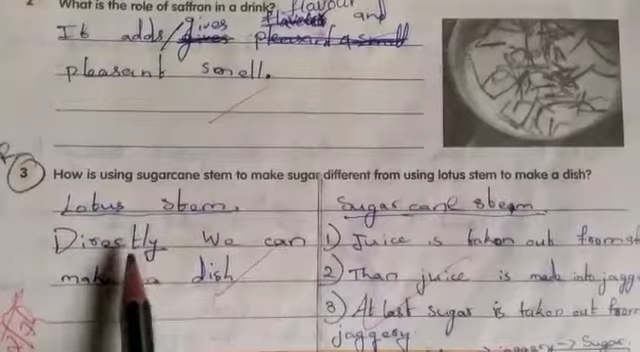 What is the role of saffron in a drink?
flavour and
It adds/gives
pleasant smell.
3 How is using sugarcane stem to make sugar different from using lotus stem to make a dish?
Lotus stem.
Sugarcane stem
Directly We can
make a dish
1) Juice is taken out from
2) Than juice is made into jagg
3) At last sugar is taken out from
jaggery
jaggery → Sugar.